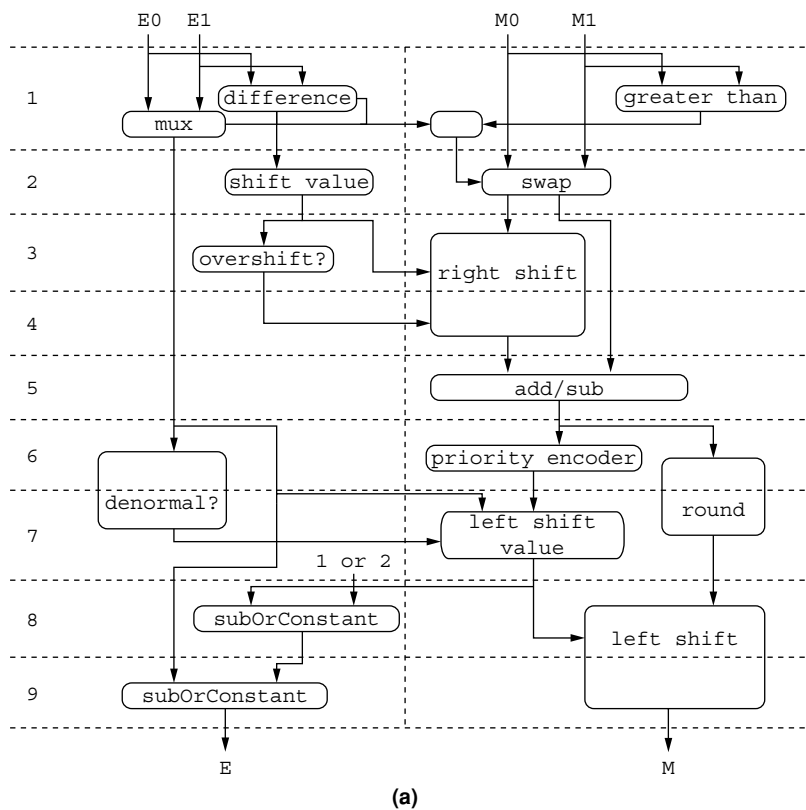 E0 E1 M0 M1
1 difference greater than
mux
2 shift value swap
3 overshift? right shift
4
5 add/sub
6 priority encoder
denormal? round
7 left shift
value
1 or 2
8 subOrConstant left shift
9 subOrConstant
E M
(a)